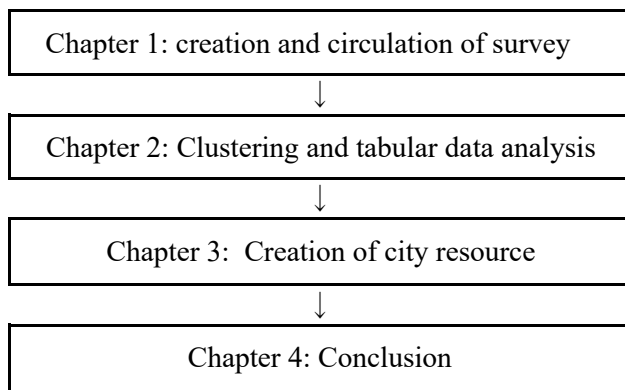 Chapter 1: creation and circulation of survey
↓
Chapter 2: Clustering and tabular data analysis
↓
Chapter 3:  Creation of city resource
↓
Chapter 4: Conclusion